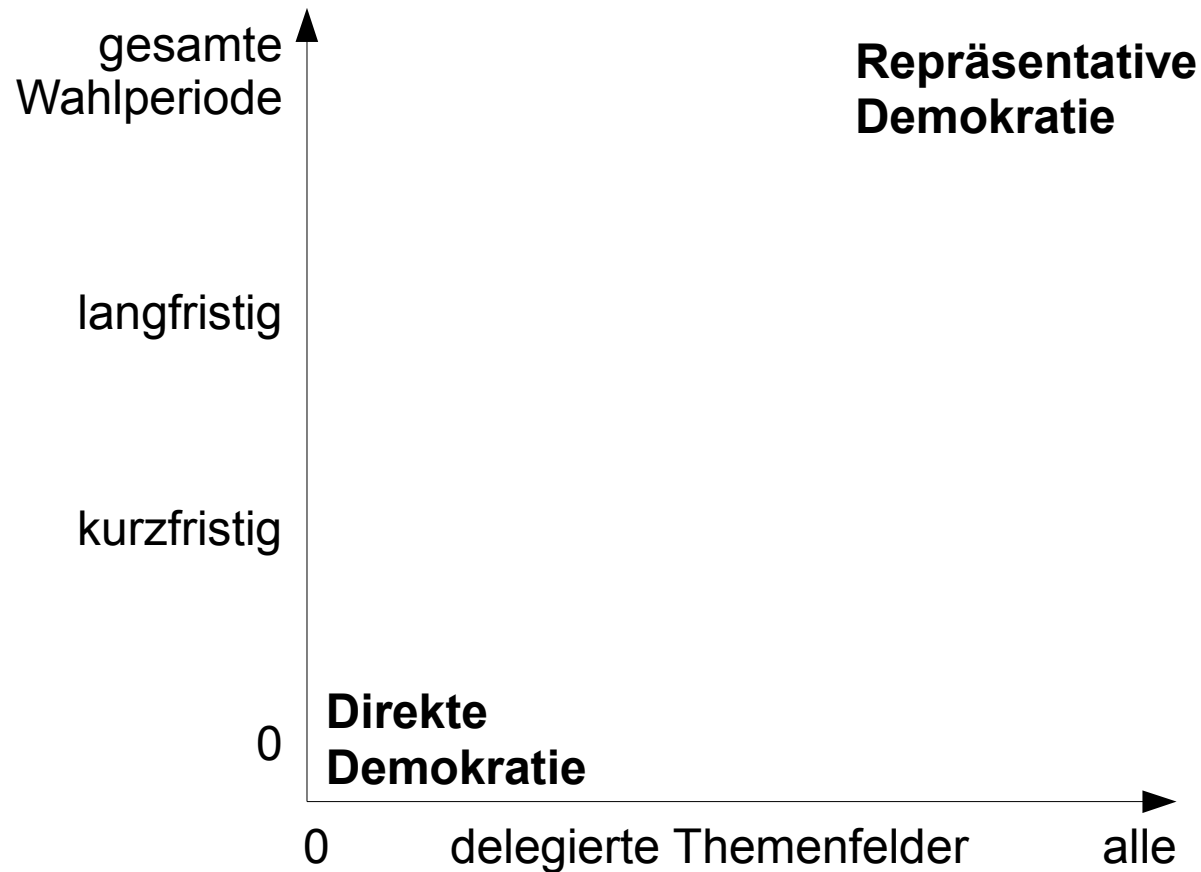 gesamte
Wahlperiode
Repräsentative
Demokratie
langfristig
kurzfristig
0
Direkte
Demokratie
0
delegierte Themenfelder
alle